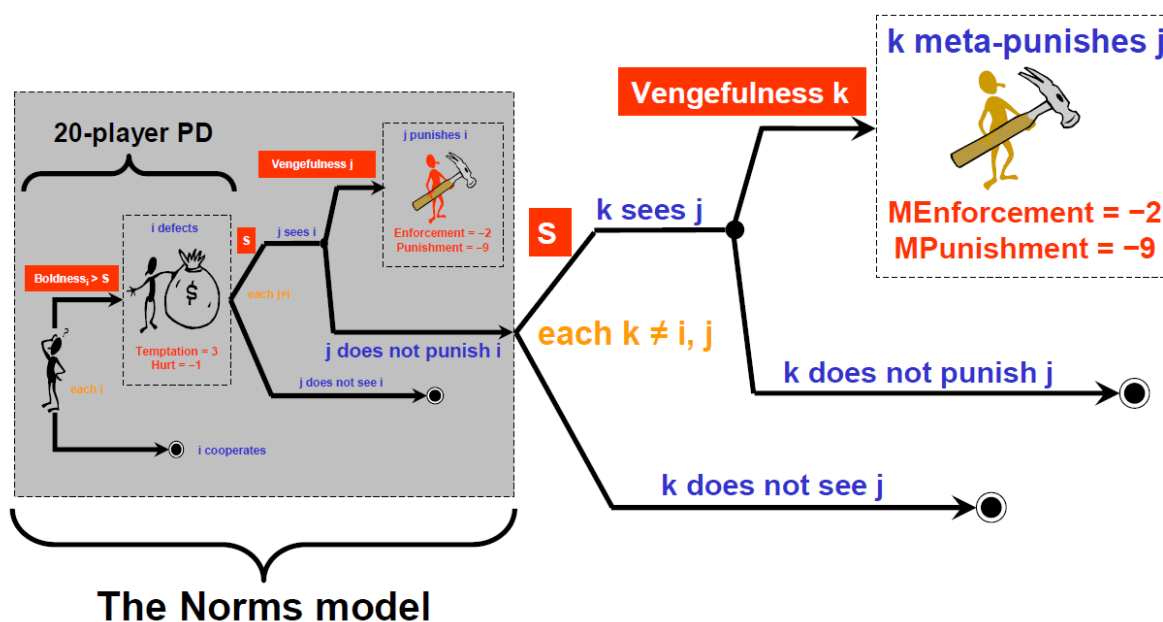 k meta-punishes j
Vengefulness k
MEnforcement = −2
MPunishment = −9
20-player PD
j punishes i
Vengefulness j
Enforcement = −2
Punishment = −9
i defects
S
j sees i
Boldnessᵢ > S
$
each j≠i
Temptation = 3
Hurt = −1
?
each i
j does not punish i
j does not see i
i cooperates
S
k sees j
each k ≠ i, j
k does not punish j
k does not see j
The Norms model